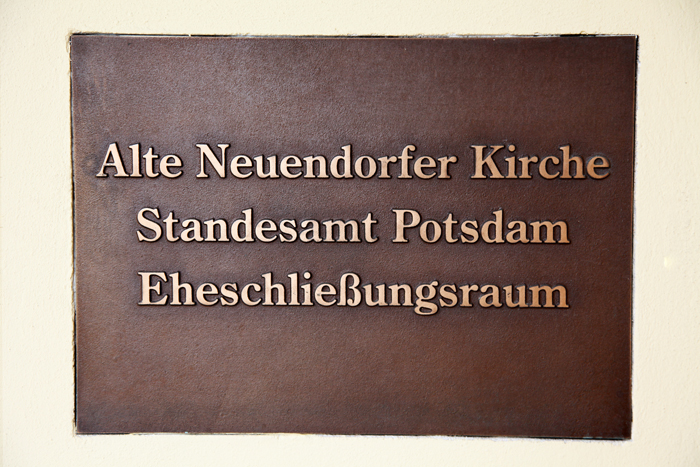 Alte Neuendorfer Kirche
Standesamt Potsdam
Eheschließungsraum